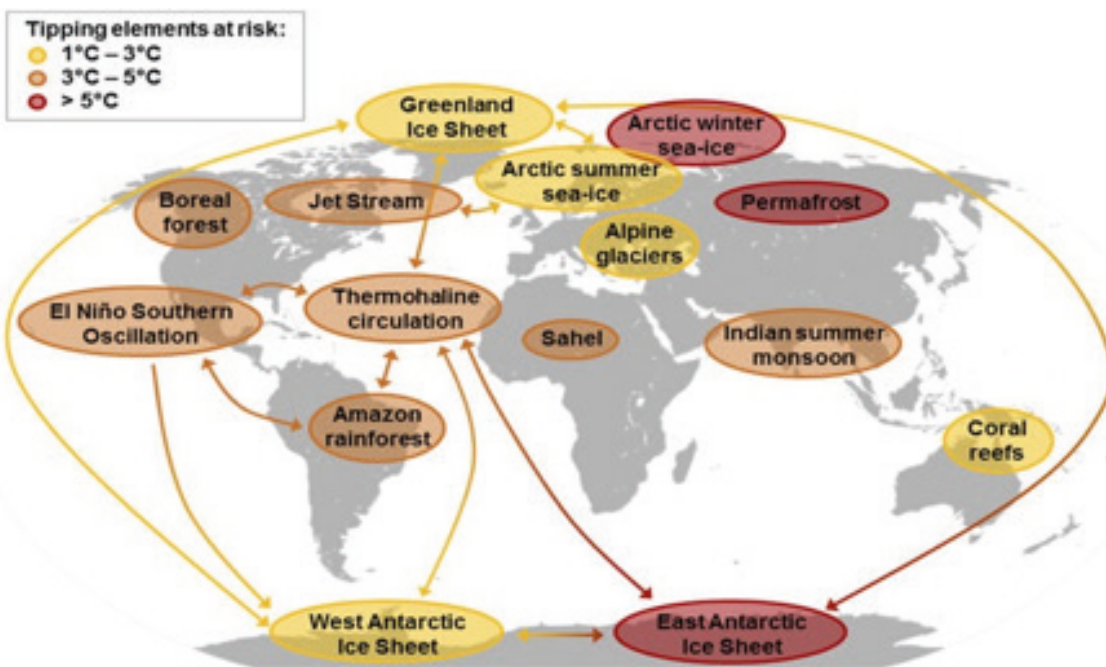 Tipping elements at risk:
1°C – 3°C
3°C – 5°C
> 5°C
Greenland
Ice Sheet
Arctic winter
sea-ice
Arctic summer
sea-ice
Boreal
forest
Jet Stream
Permafrost
Alpine
glaciers
El Niño Southern
Oscillation
Thermohaline
circulation
Sahel
Indian summer
monsoon
Amazon
rainforest
Coral
reefs
West Antarctic
Ice Sheet
East Antarctic
Ice Sheet